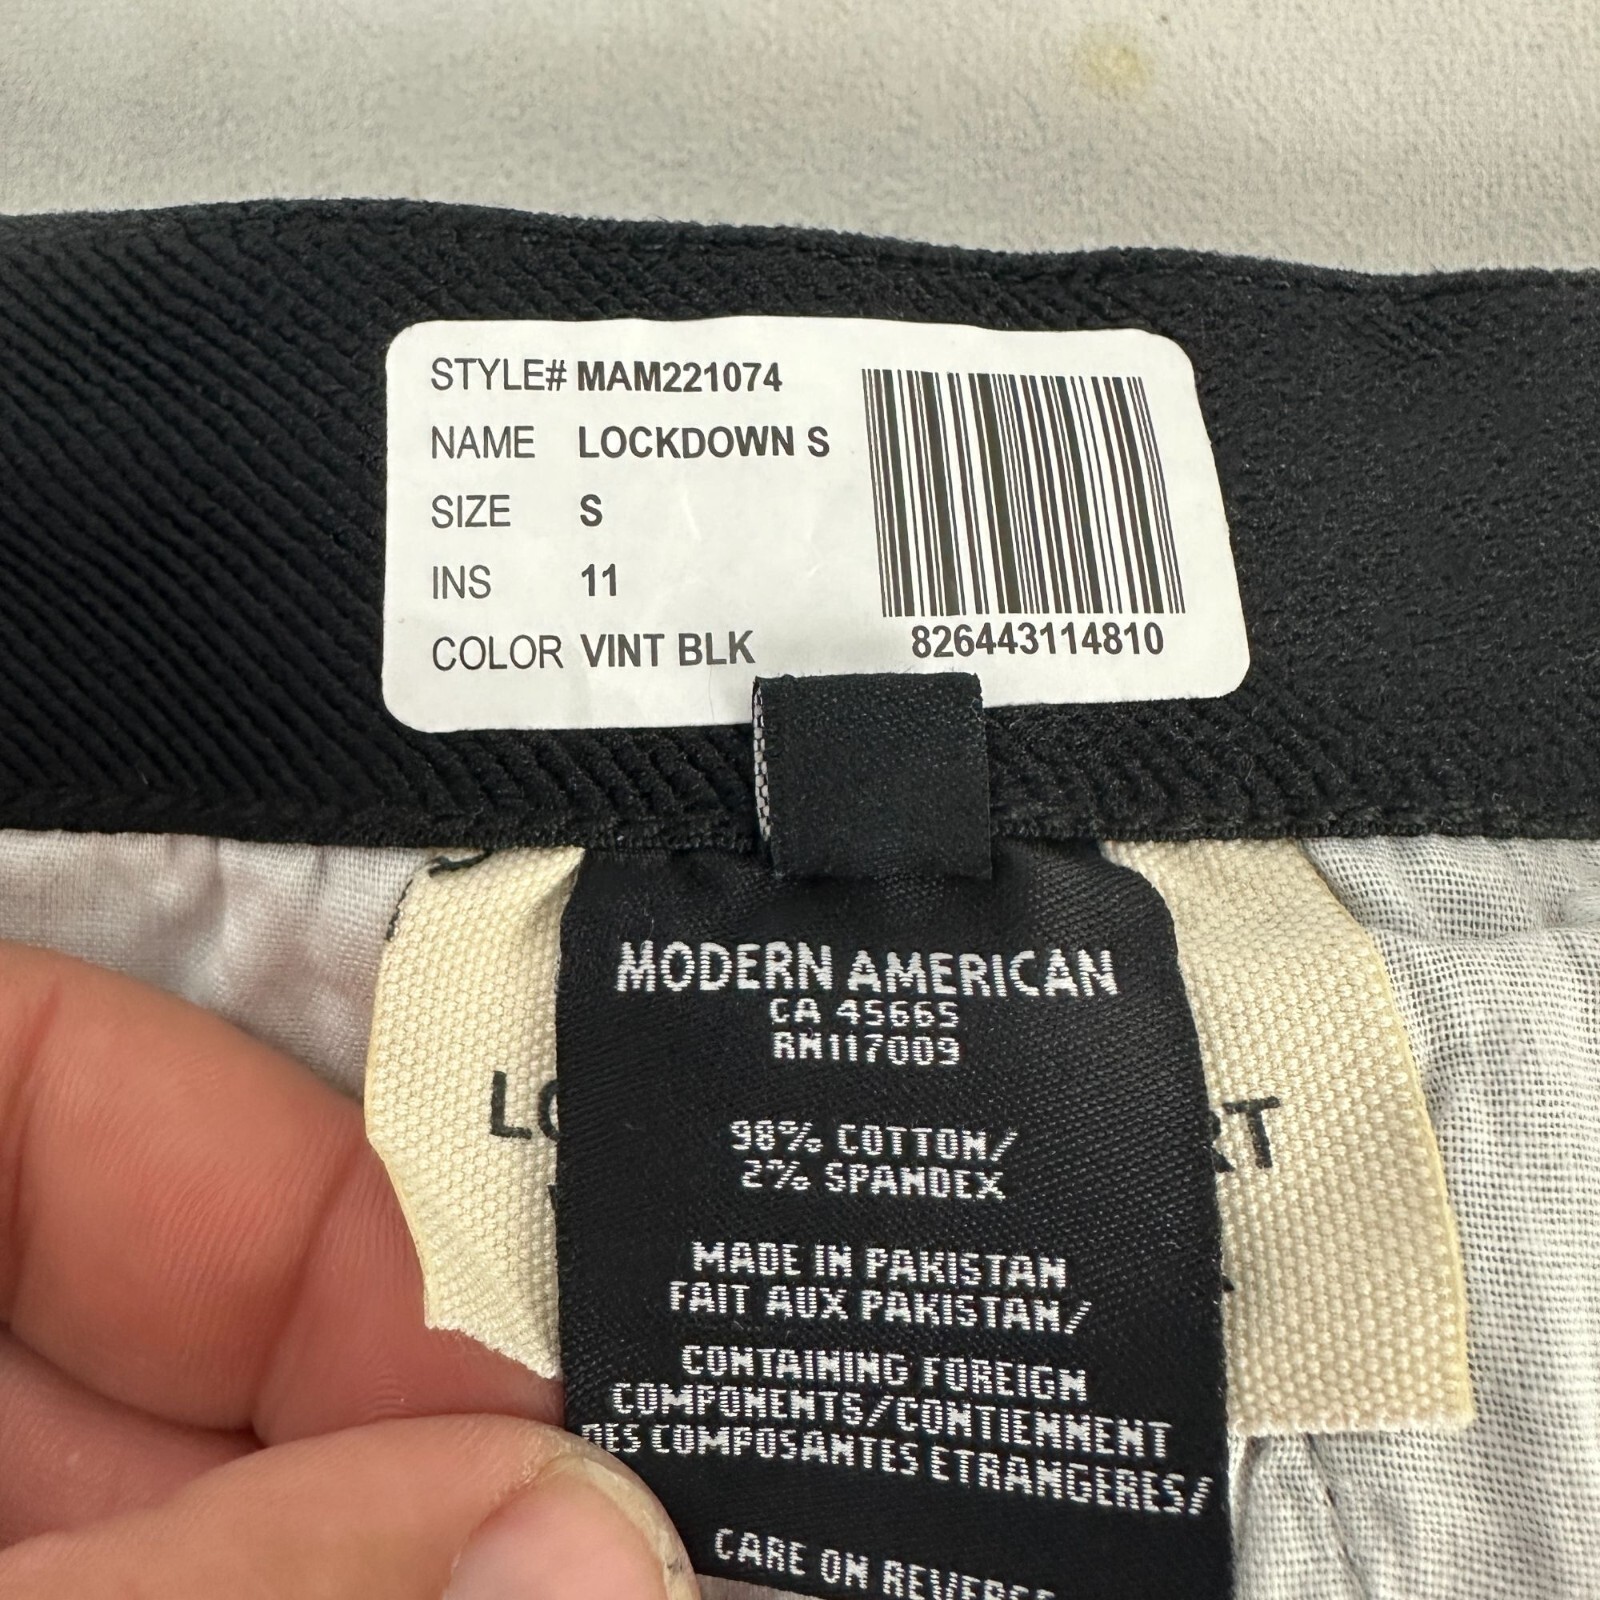 STYLE# MAM221074
NAME LOCKDOWN S
SIZE S
INS 11
COLOR VINT BLK
826443114810
MODERN AMERICAN
CA 45665
RN117009
98% COTTON/
2% SPANDEX
MADE IN PAKISTAN
FAIT AUX PAKISTAN/
CONTAINING FOREIGN
COMPONENTS/CONTIENNENT
DES COMPOSANTES ETRANGERES/
CARE ON REVERSE